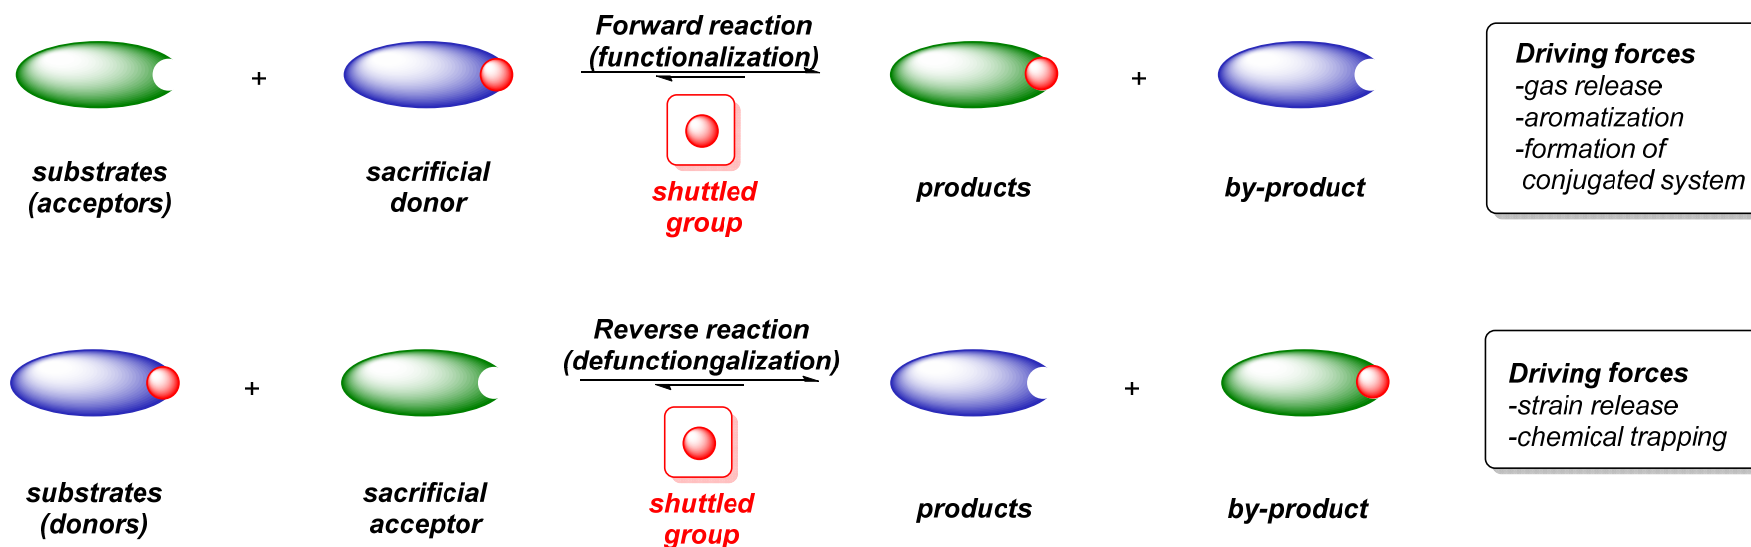 Forward reaction
(functionalization)
+
+
substrates
(acceptors)
sacrificial
donor
shuttled
group
products
by-product
Driving forces
-gas release
-aromatization
-formation of
conjugated system
Reverse reaction
(defunctiongalization)
+
+
substrates
(donors)
sacrificial
acceptor
shuttled
group
products
by-product
Driving forces
-strain release
-chemical trapping